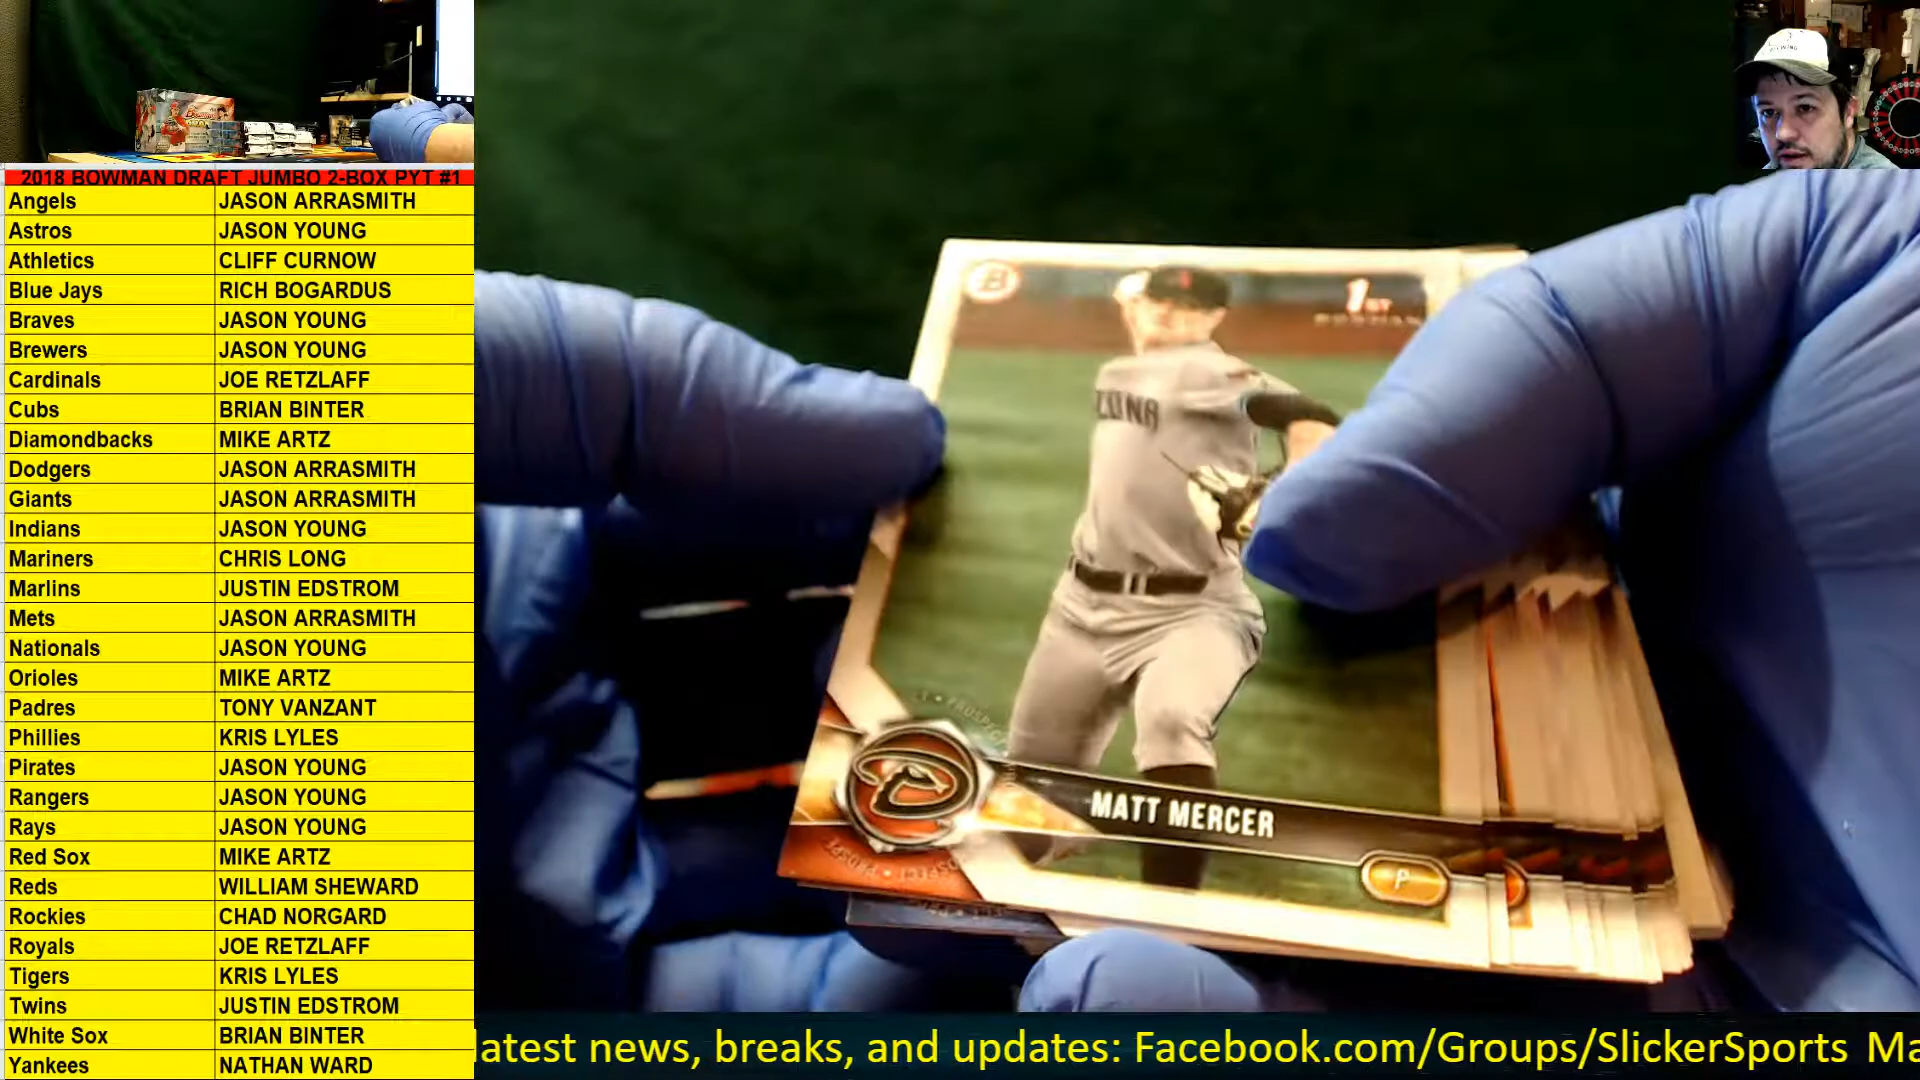 2018 BOWMAN DRAFT JUMBO 2-BOX PYT #1
Angels JASON ARRASMITH
Astros JASON YOUNG
Athletics CLIFF CURNOW
Blue Jays RICH BOGARDUS
Braves JASON YOUNG
Brewers JASON YOUNG
Cardinals JOE RETZLAFF
Cubs BRIAN BINTER
Diamondbacks MIKE ARTZ
Dodgers JASON ARRASMITH
Giants JASON ARRASMITH
Indians JASON YOUNG
Mariners CHRIS LONG
Marlins JUSTIN EDSTROM
Mets JASON ARRASMITH
Nationals JASON YOUNG
Orioles MIKE ARTZ
Padres TONY VANZANT
Phillies KRIS LYLES
Pirates JASON YOUNG
Rangers JASON YOUNG
Rays JASON YOUNG
Red Sox MIKE ARTZ
Reds WILLIAM SHEWARD
Rockies CHAD NORGARD
Royals JOE RETZLAFF
Tigers KRIS LYLES
Twins JUSTIN EDSTROM
White Sox BRIAN BINTER
Yankees NATHAN WARD
B
1ST
BOWMAN
MATT MERCER
P
latest news, breaks, and updates: Facebook.com/Groups/SlickerSports Ma